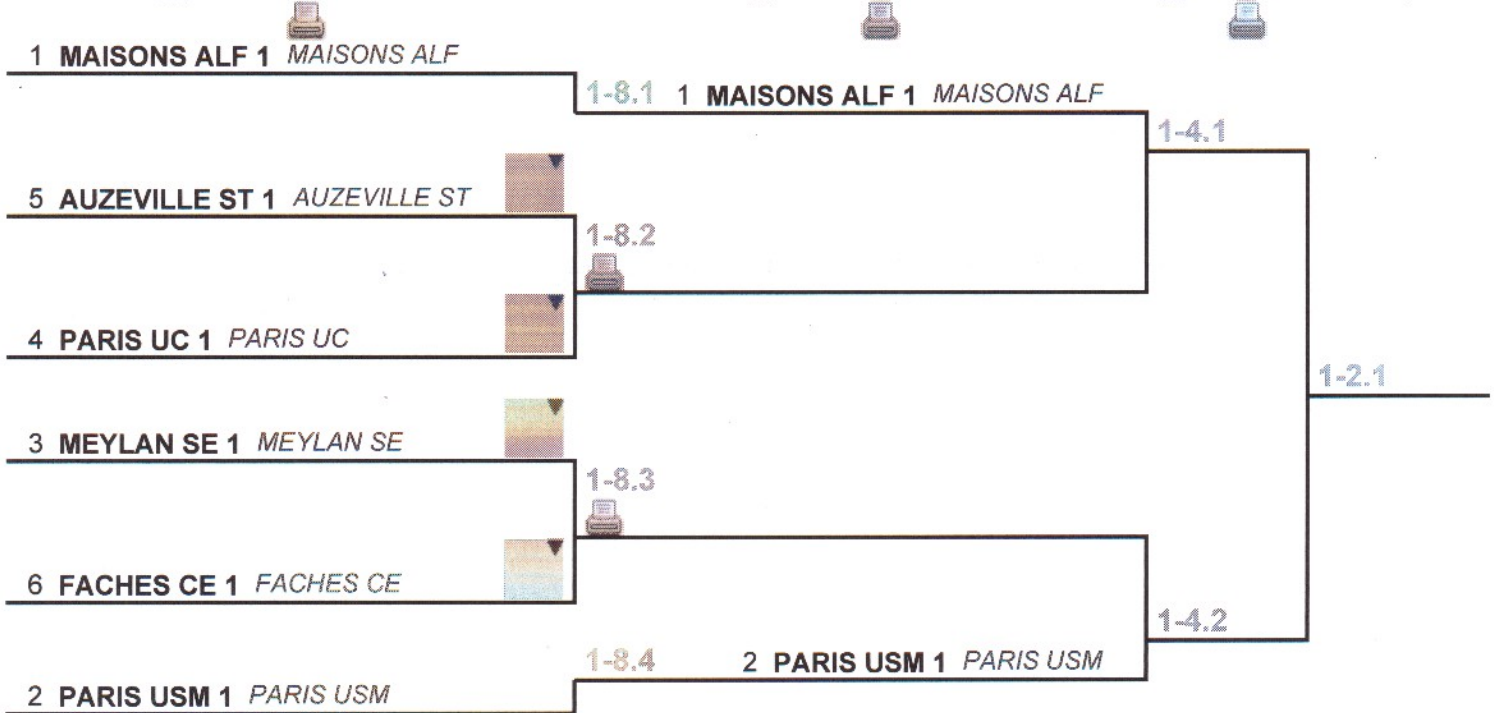 1 MAISONS ALF 1 MAISONS ALF
1-8.1
1 MAISONS ALF 1 MAISONS ALF
1-4.1
5 AUZEVILLE ST 1 AUZEVILLE ST
1-8.2
4 PARIS UC 1 PARIS UC
1-2.1
3 MEYLAN SE 1 MEYLAN SE
1-8.3
6 FACHES CE 1 FACHES CE
1-4.2
1-8.4
2 PARIS USM 1 PARIS USM
2 PARIS USM 1 PARIS USM